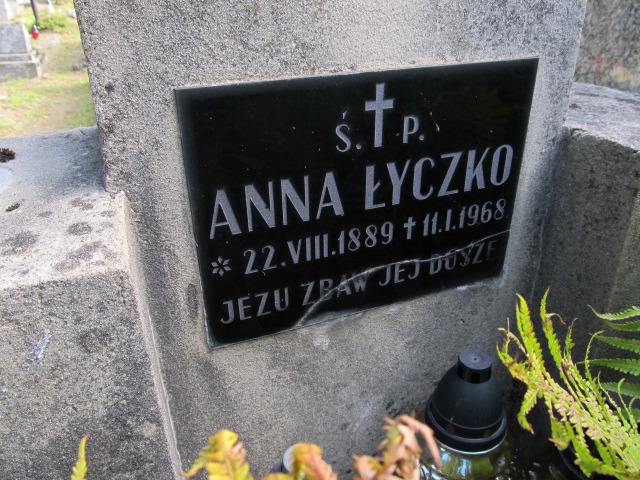 Ś. P.
ANNA ŁYCZKO
* 22.VIII.1889 † 11.I.1968.
JEZU ZBAW JEJ DUSZĘ